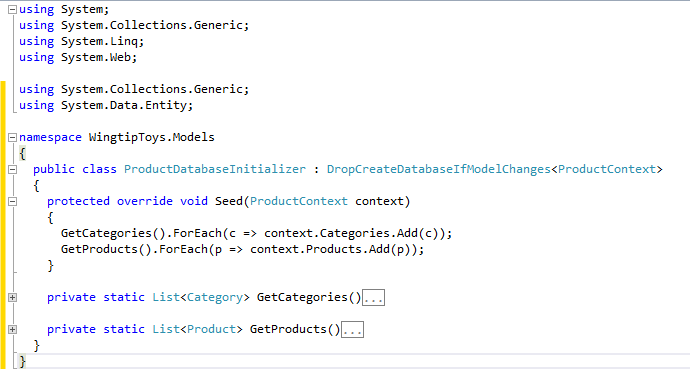 using System;
using System.Collections.Generic;
using System.Linq;
using System.Web;
using System.Collections.Generic;
using System.Data.Entity;
namespace WingtipToys.Models
{
public class ProductDatabaseInitializer : DropCreateDatabaseIfModelChanges<ProductContext>
{
protected override void Seed(ProductContext context)
{
GetCategories().ForEach(c => context.Categories.Add(c));
GetProducts().ForEach(p => context.Products.Add(p));
}
private static List<Category> GetCategories()...
private static List<Product> GetProducts()...
}
}